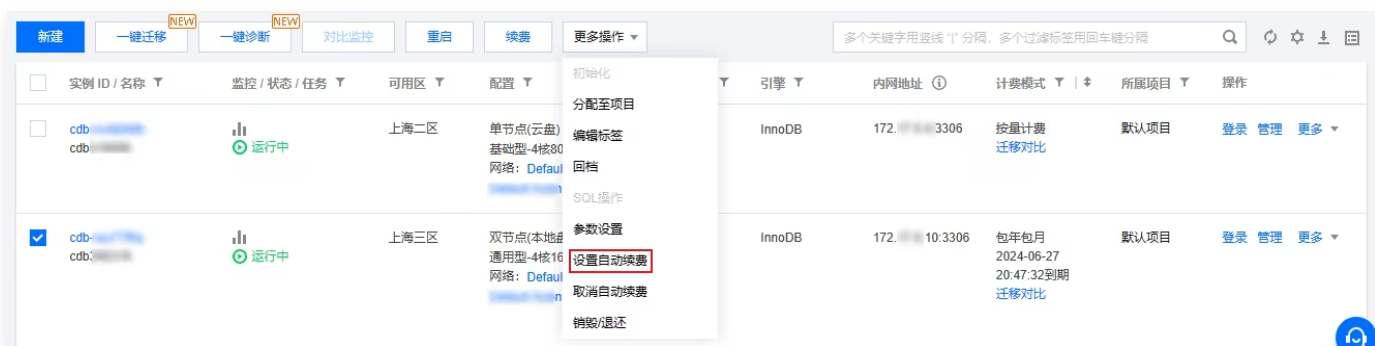 新建 一键迁移 NEW 一键诊断 NEW 对比监控 重启 续费 更多操作 多个关键字用竖线 "|" 分隔，多个过滤标签用回车键分隔
实例 ID / 名称 监控 / 状态 / 任务 可用区 配置 引擎 内网地址 计费模式 所属项目 操作
cdb 上海二区 单节点(云盘) InnoDB 172. 3306 按量计费 默认项目 登录 管理 更多
cdb 运行中 基础型-4核80 迁移对比
网络：Defaul
cdb- 上海三区 双节点(本地盘 InnoDB 172. 10:3306 包年包月 默认项目 登录 管理 更多
cdb 运行中 通用型-4核16 2024-06-27
网络：Defaul 20:47:32到期
迁移对比
初始化
分配至项目
编辑标签
回档
SQL操作
参数设置
设置自动续费
取消自动续费
销毁/退还